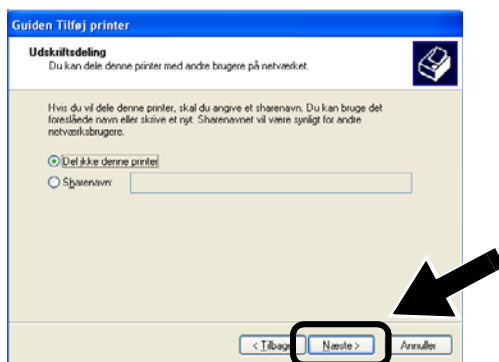 Guiden Tilføj printer
Udskriftsdeling
Du kan dele denne printer med andre brugere på netværket.
Hvis du vil dele denne printer, skal du angive et sharenavn. Du kan bruge det
foreslåede navn eller skrive et nyt. Sharenavnet vil være synligt for andre
netværksbrugere.
Del ikke denne printer
Sharenavn:
< Tilbage Næste > Annuller